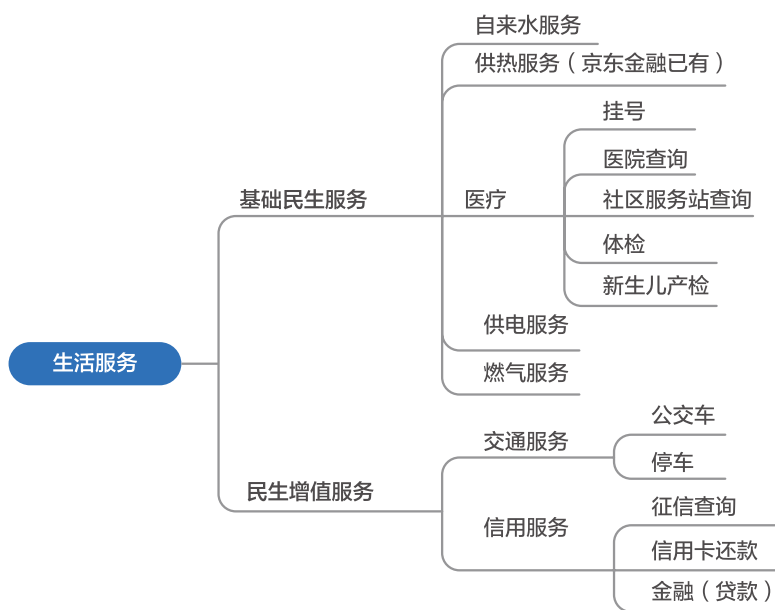 自来水服务
供热服务（京东金融已有）
挂号
医院查询
基础民生服务
医疗
社区服务站查询
体检
新生儿产检
供电服务
生活服务
燃气服务
公交车
交通服务
停车
民生增值服务
征信查询
信用服务
信用卡还款
金融（贷款）